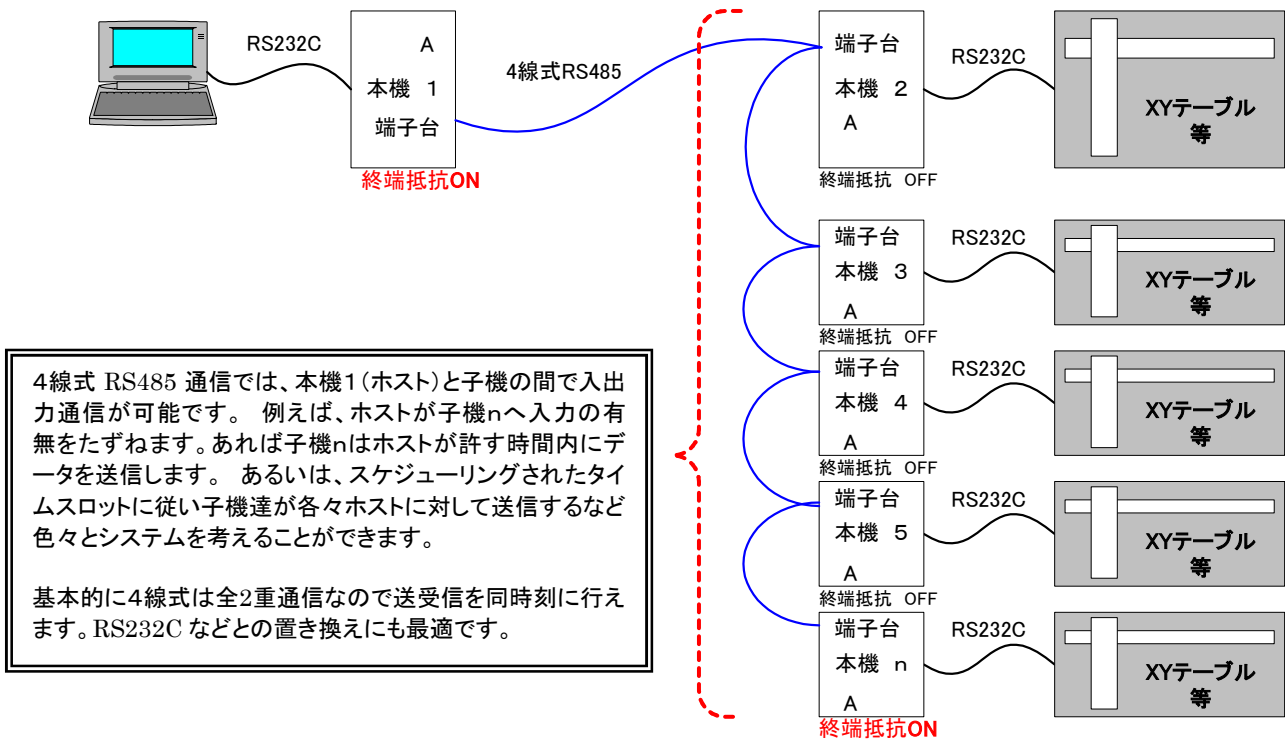 RS232C
A
本機 1
端子台
終端抵抗ON
4線式RS485
端子台
本機 2
A
終端抵抗 OFF
RS232C
XYテーブル
等
端子台
本機 3
A
終端抵抗 OFF
RS232C
XYテーブル
等
端子台
本機 4
A
終端抵抗 OFF
RS232C
XYテーブル
等
端子台
本機 5
A
終端抵抗 OFF
RS232C
XYテーブル
等
端子台
本機 n
A
終端抵抗ON
RS232C
XYテーブル
等
4線式 RS485 通信では、本機1(ホスト)と子機の間で入出
力通信が可能です。 例えば、ホストが子機nへ入力の有
無をたずねます。あれば子機nはホストが許す時間内にデ
ータを送信します。 あるいは、スケジューリングされたタイ
ムスロットに従い子機達が各々ホストに対して送信するなど
色々とシステムを考えることができます。
基本的に4線式は全2重通信なので送受信を同時刻に行え
ます。RS232C などとの置き換えにも最適です。